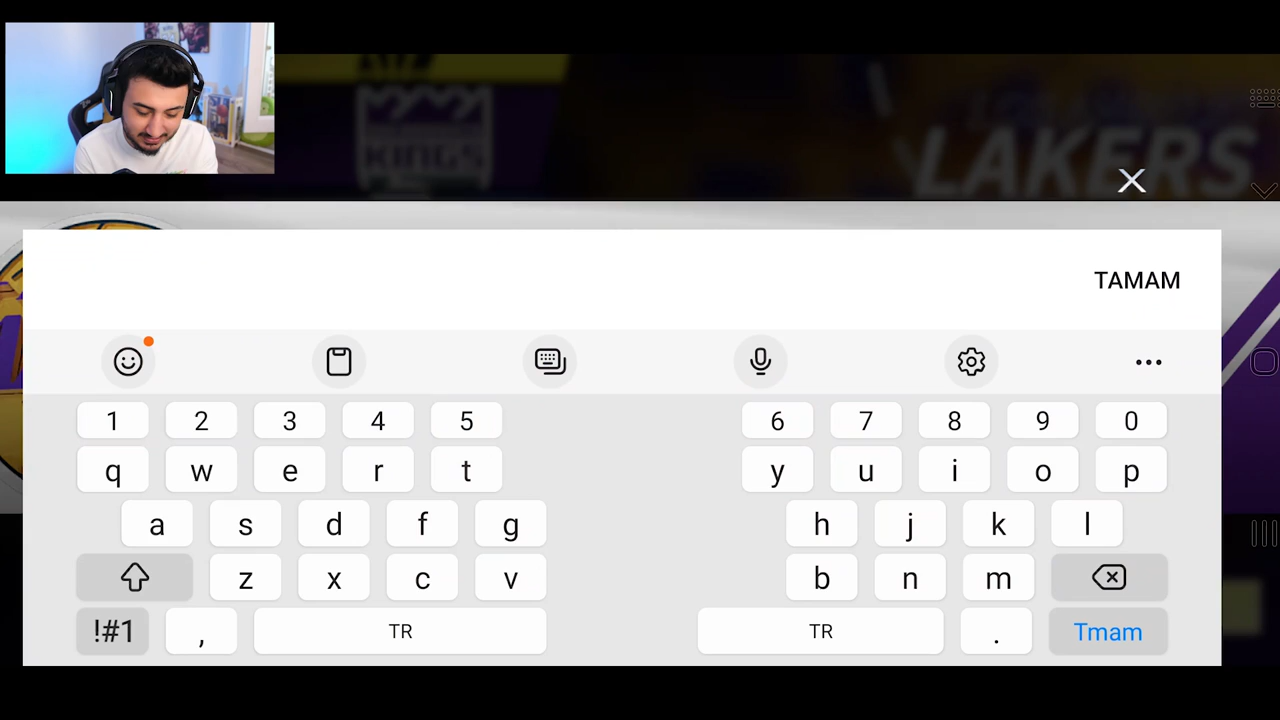 KINGS
LAKERS
TAMAM
1 2 3 4 5 6 7 8 9 0
q w e r t y u i o p
a s d f g h j k l
z x c v b n m
!#1 , TR TR . Tmam